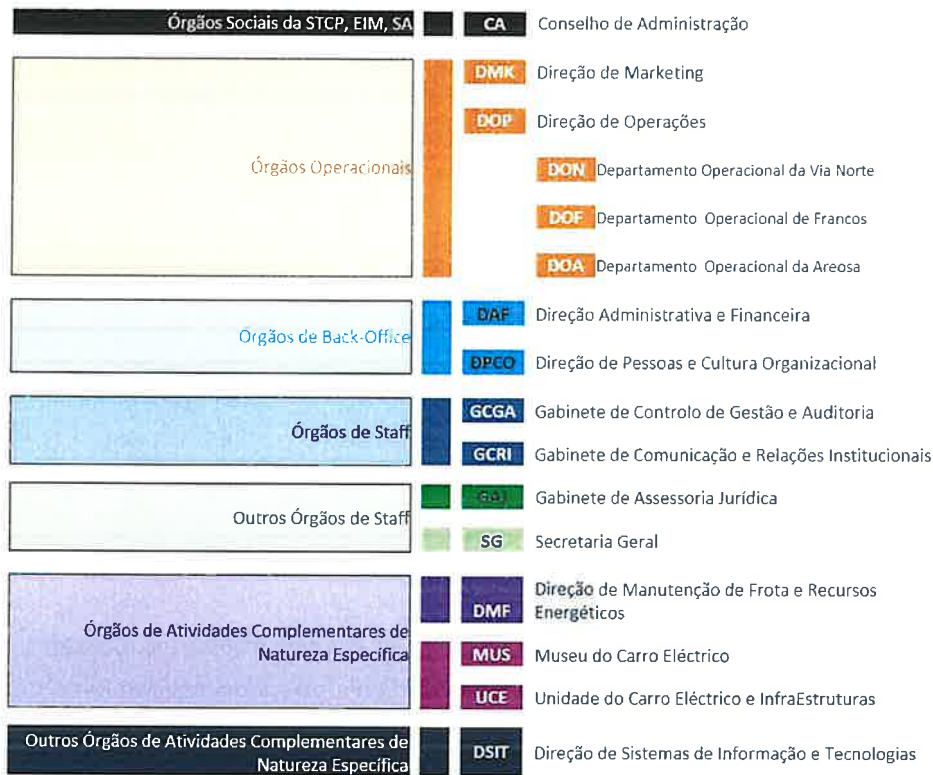 Órgãos Sociais da STCP, EIM, SA CA Conselho de Administração
DMK Direção de Marketing
DOP Direção de Operações
Órgãos Operacionais
DON Departamento Operacional da Via Norte
DOF Departamento Operacional de Francos
DOA Departamento Operacional da Areosa
DAF Direção Administrativa e Financeira
Órgãos de Back-Office
DPCO Direção de Pessoas e Cultura Organizacional
GCGA Gabinete de Controlo de Gestão e Auditoria
Órgãos de Staff
GCRI Gabinete de Comunicação e Relações Institucionais
GAJ Gabinete de Assessoria Jurídica
Outros Órgãos de Staff
SG Secretaria Geral
DMF Direção de Manutenção de Frota e Recursos
Energéticos
Órgãos de Atividades Complementares de
Natureza Específica
MUS Museu do Carro Eléctrico
UCE Unidade do Carro Eléctrico e InfraEstruturas
Outros Órgãos de Atividades Complementares de
Natureza Específica
DSIT Direção de Sistemas de Informação e Tecnologias